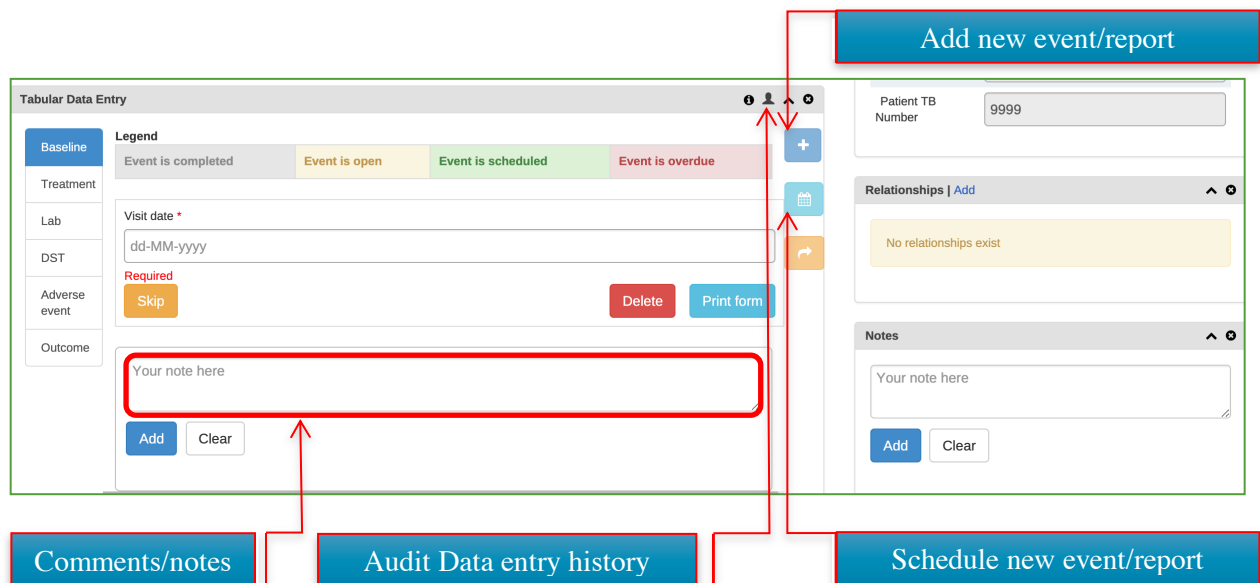 Add new event/report
Tabular Data Entry
Baseline
Treatment
Lab
DST
Adverse
event
Outcome
Legend
Event is completed
Event is open
Event is scheduled
Event is overdue
Visit date *
dd-MM-yyyy
Required
Skip
Delete
Print form
Your note here
Add
Clear
Patient TB
Number
9999
Relationships | Add
No relationships exist
Notes
Your note here
Add
Clear
Comments/notes
Audit Data entry history
Schedule new event/report